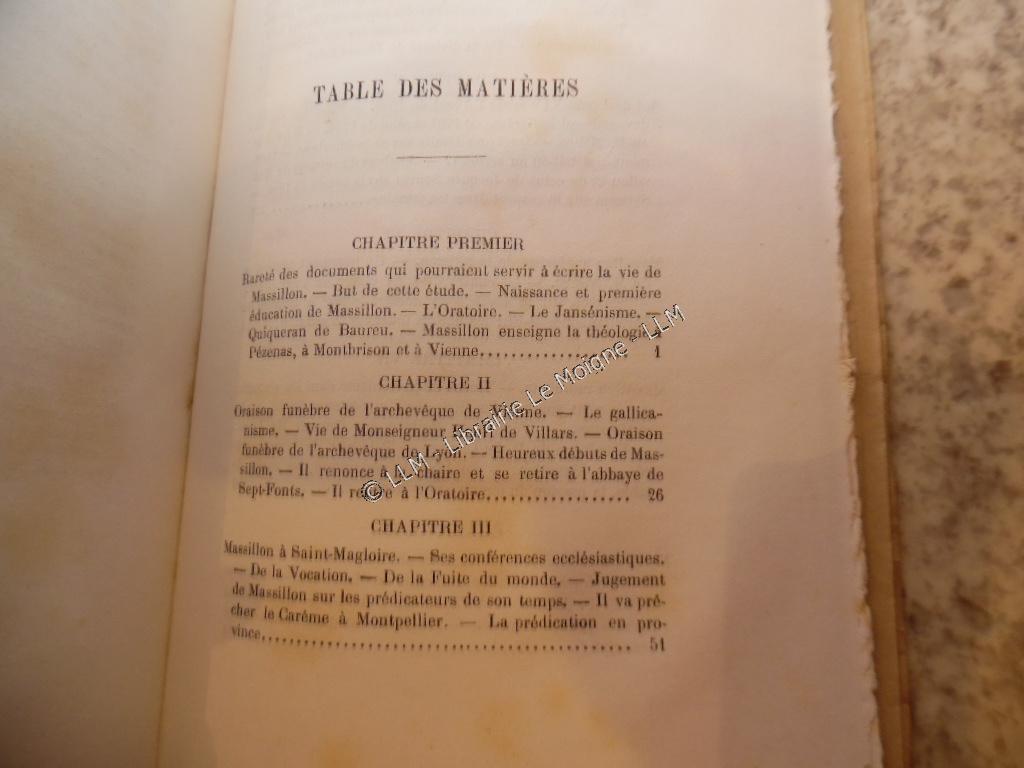 TABLE DES MATIÈRES
CHAPITRE PREMIER
Rareté des documents qui pourraient servir à écrire la vie de
Massillon. — But de cette étude. — Naissance et première
éducation de Massillon. — L'Oratoire. — Le Jansénisme. —
Quiqueran de Baureu. — Massillon enseigne la théologie
Pézenas, à Montbrison et à Vienne.................... 1
CHAPITRE II
Oraison funèbre de l'archevêque de Vienne. — Le gallica-
nisme. — Vie de Monseigneur de Villars. — Oraison
funèbre de l'archevêque de Lyon. — Heureux débuts de Mas-
sillon. — Il renonce à la chaire et se retire à l'abbaye de
Sept-Fonts. — Il rentre à l'Oratoire.................. 26
CHAPITRE III
Massillon à Saint-Magloire. — Ses conférences ecclésiastiques.
— De la Vocation. — De la Fuite du monde. — Jugement
de Massillon sur les prédicateurs de son temps. — Il va prê-
cher le Carême à Montpellier. — La prédication en pro-
vince............................................. 51
© LLM - Librairie Le Moigne - LLM